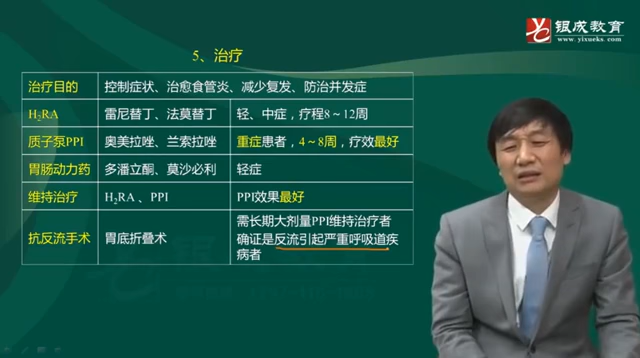 银成教育
www.yixueks.com
5、治疗
治疗目的 控制症状、治愈食管炎、减少复发、防治并发症
H₂RA 雷尼替丁、法莫替丁 轻、中症，疗程8～12周
质子泵PPI 奥美拉唑、兰索拉唑 重症患者，4～8周，疗效最好
胃肠动力药 多潘立酮、莫沙必利 轻症
维持治疗 H₂RA 、PPI PPI效果最好
抗反流手术 胃底折叠术 需长期大剂量PPI维持治疗者
确证是反流引起严重呼吸道疾
病者